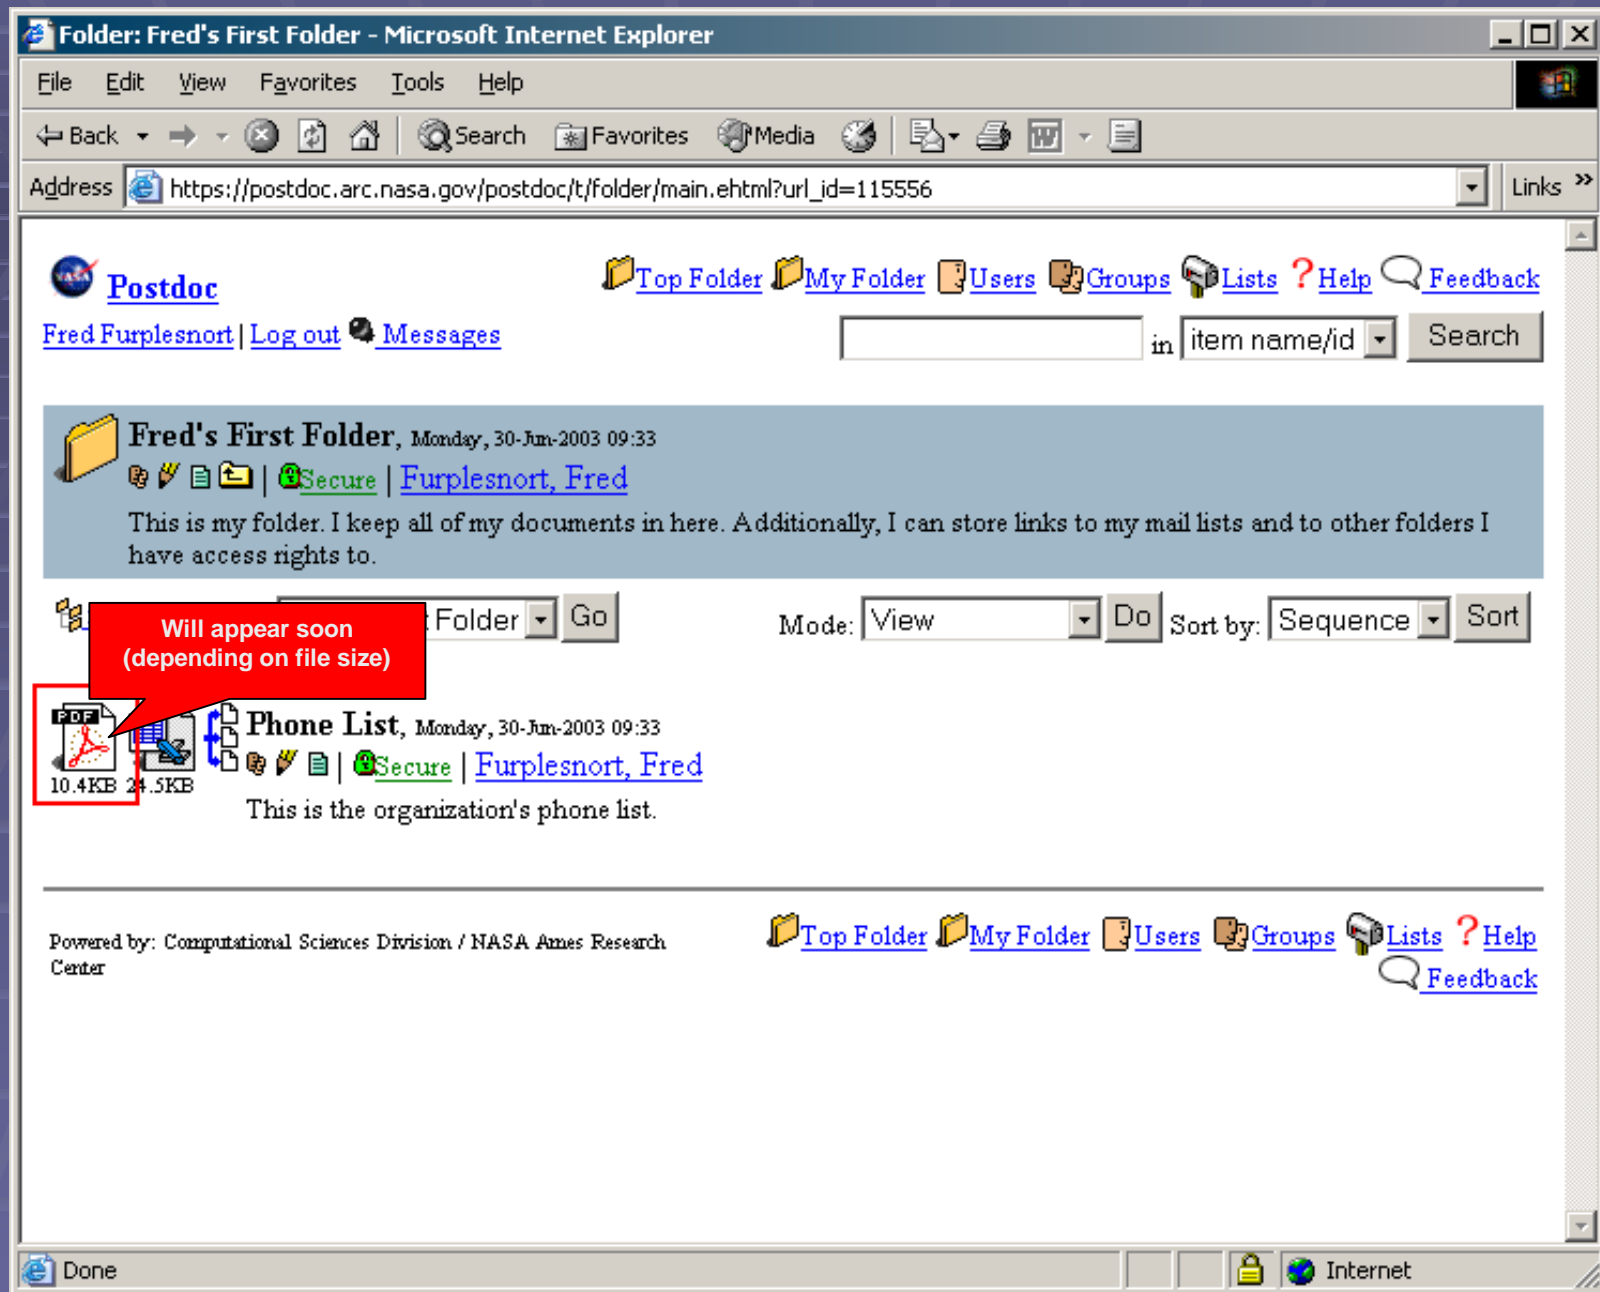 Folder: Fred's First Folder - Microsoft Internet Explorer
File Edit View Favorites Tools Help
Back Search Favorites Media
Address https://postdoc.arc.nasa.gov/postdoc/t/folder/main.ehtml?url_id=115556 Links »
Postdoc Top Folder My Folder Users Groups Lists ? Help Feedback
Fred Furplesnort | Log out Messages in item name/id Search
Fred's First Folder, Monday, 30-Jun-2003 09:33
| Secure | Furplesnort, Fred
This is my folder. I keep all of my documents in here. Additionally, I can store links to my mail lists and to other folders I
have access rights to.
Folder Go Mode: View Do Sort by: Sequence Sort
Will appear soon
(depending on file size)
PDF Phone List, Monday, 30-Jun-2003 09:33
| Secure | Furplesnort, Fred
10.4KB 24.5KB
This is the organization's phone list.
Powered by: Computational Sciences Division / NASA Ames Research
Center
Top Folder My Folder Users Groups Lists ? Help
Feedback
Done Internet